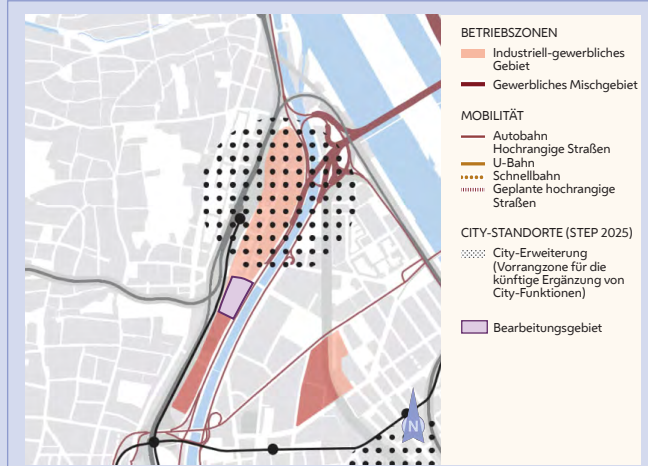 BETRIEBSZONEN
Industriell-gewerbliches
Gebiet
Gewerbliches Mischgebiet
MOBILITÄT
Autobahn
Hochrangige Straßen
U-Bahn
Schnellbahn
Geplante hochrangige
Straßen
CITY-STANDORTE (STEP 2025)
City-Erweiterung
(Vorrangzone für die
künftige Ergänzung von
City-Funktionen)
Bearbeitungsgebiet
N